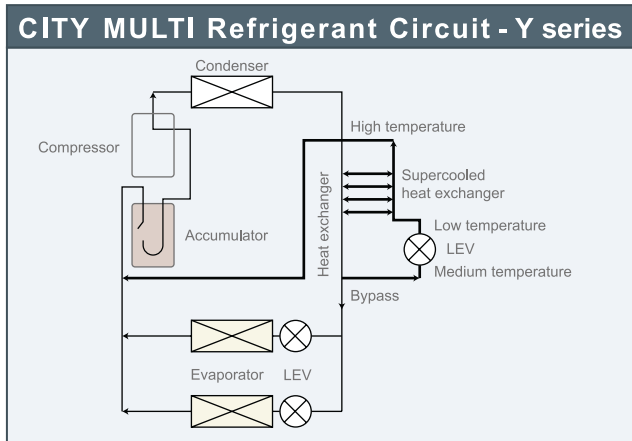 CITY MULTI Refrigerant Circuit - Y series
Condenser
High temperature
Compressor
Supercooled
heat exchanger
Heat exchanger
Accumulator
Low temperature
LEV
Medium temperature
Bypass
Evaporator
LEV